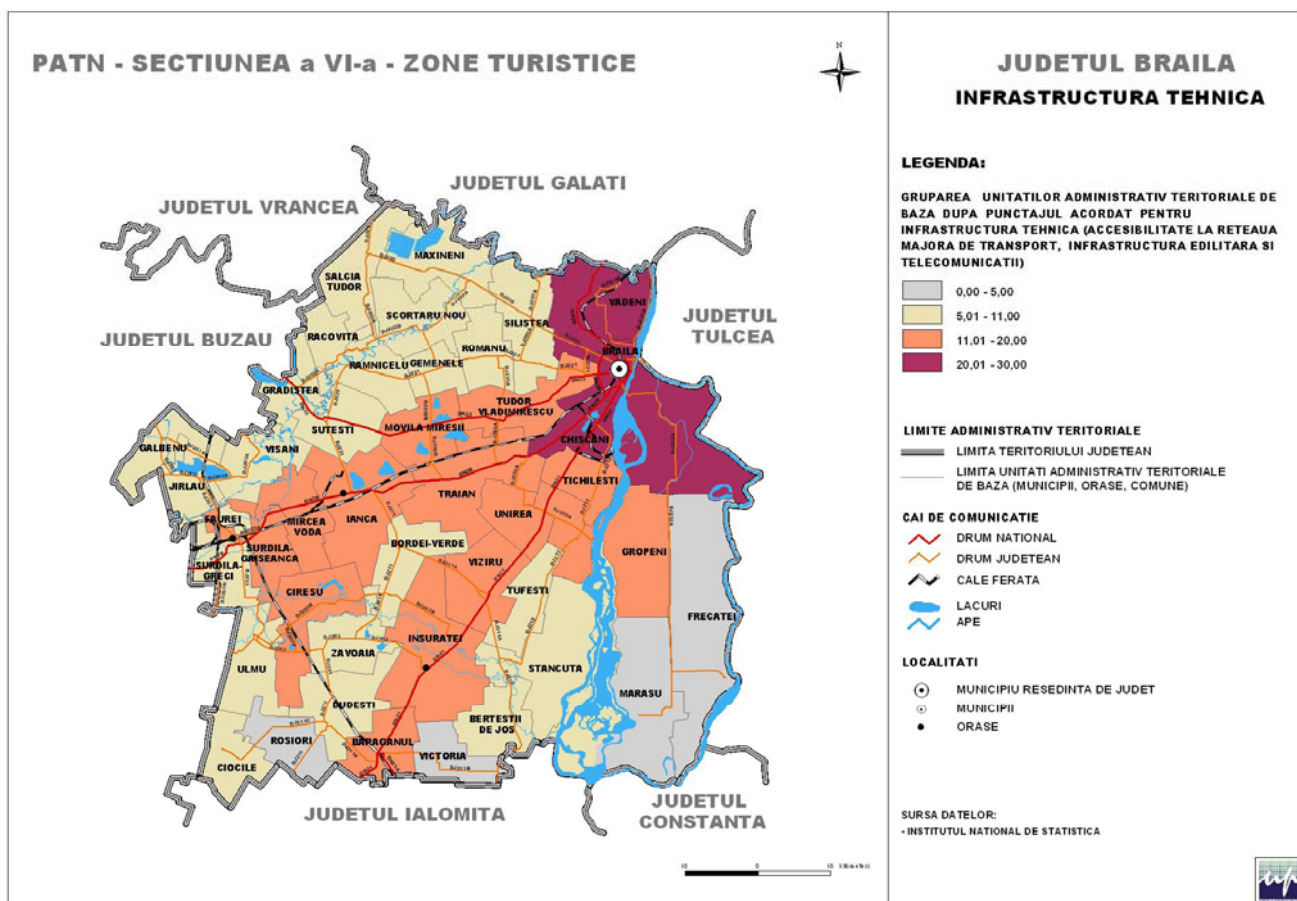 PATN - SECTIUNEA a VI-a - ZONE TURISTICE
N
JUDETUL GALATI
JUDETUL VRANCEA
JUDETUL BUZAU
JUDETUL
TULCEA
JUDETUL IALOMITA
JUDETUL
CONSTANTA
MAXINENI
SALCIA
TUDOR
VADENI
SCORTARU NOU
SILISTEA
RACOVITA
ROMANU
BRAILA
RAMNICELU
GEMENELE
GRADISTEA
TUDOR
VLADIMIRESCU
SUTESTI
MOVILA MIRESII
CHISCANI
GALBENU
VISANI
JIRLAU
TICHILESTI
TRAIAN
UNIREA
IANCA
MIRCEA
VODA
FAUREI
SURDILA-
GAISEANCA
SURDILA-
GRECI
BORDEI-VERDE
GROPENI
VIZIRU
CIRESU
TUFESTI
FRECATEI
INSURATEI
ZAVOAIA
ULMU
STANCUTA
MARASU
DUDESTI
BERTESTII
DE JOS
ROSIORI
BARAGANUL
VICTORIA
CIOCILE
10 0 10
JUDETUL BRAILA
INFRASTRUCTURA TEHNICA
LEGENDA:
GRUPAREA UNITATILOR ADMINISTRATIV TERITORIALE DE
BAZA DUPA PUNCTAJUL ACORDAT PENTRU
INFRASTRUCTURA TEHNICA (ACCESIBILITATE LA RETEAUA
MAJORA DE TRANSPORT, INFRASTRUCTURA EDILITARA SI
TELECOMUNICATII)
0,00 - 5,00
5,01 - 11,00
11,01 - 20,00
20,01 - 30,00
LIMITE ADMINISTRATIV TERITORIALE
LIMITA TERITORIULUI JUDETEAN
LIMITA UNITATI ADMINISTRATIV TERITORIALE
DE BAZA (MUNICIPII, ORASE, COMUNE)
CAI DE COMUNICATIE
DRUM NATIONAL
DRUM JUDETEAN
CALE FERATA
LACURI
APE
LOCALITATI
MUNICIPIU RESEDINTA DE JUDET
MUNICIPII
ORASE
SURSA DATELOR:
- INSTITUTUL NATIONAL DE STATISTICA